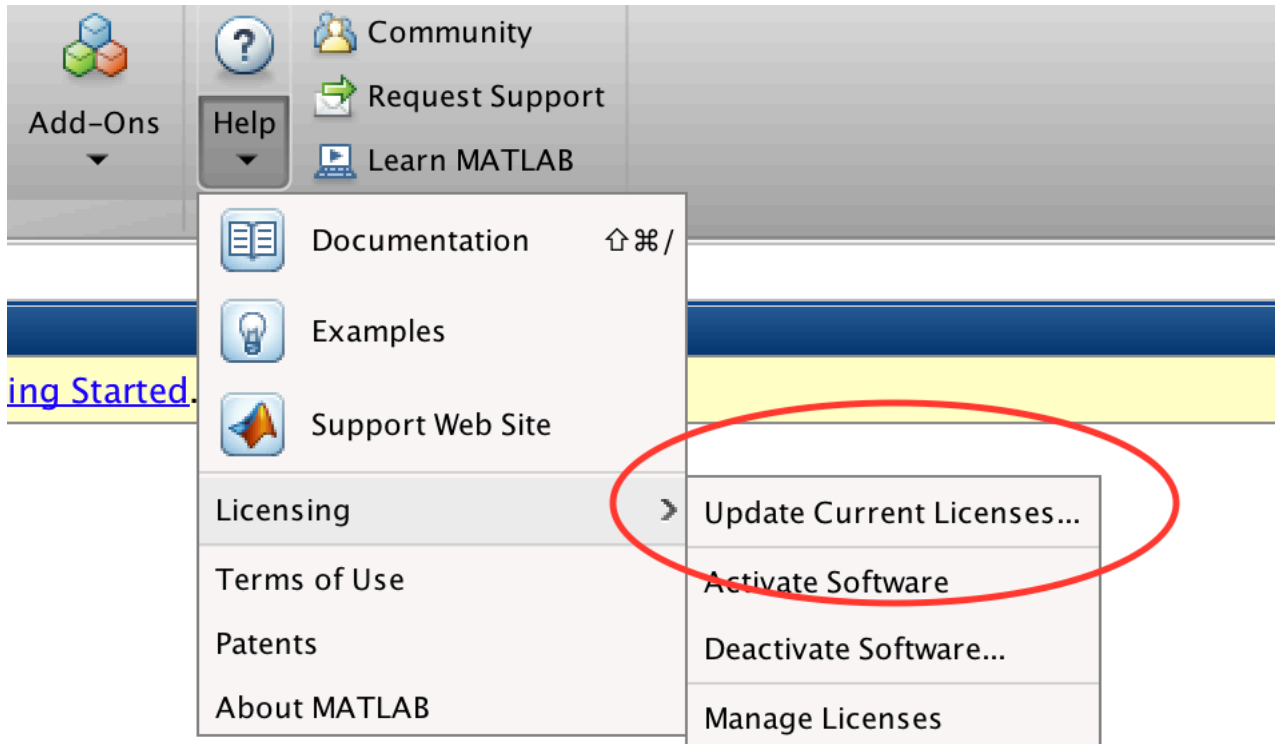 Add-Ons
Help
Community
Request Support
Learn MATLAB
Documentation ⇧⌘/
Examples
ing Started.
Support Web Site
Licensing
Update Current Licenses...
Terms of Use
Activate Software
Patents
Deactivate Software...
About MATLAB
Manage Licenses